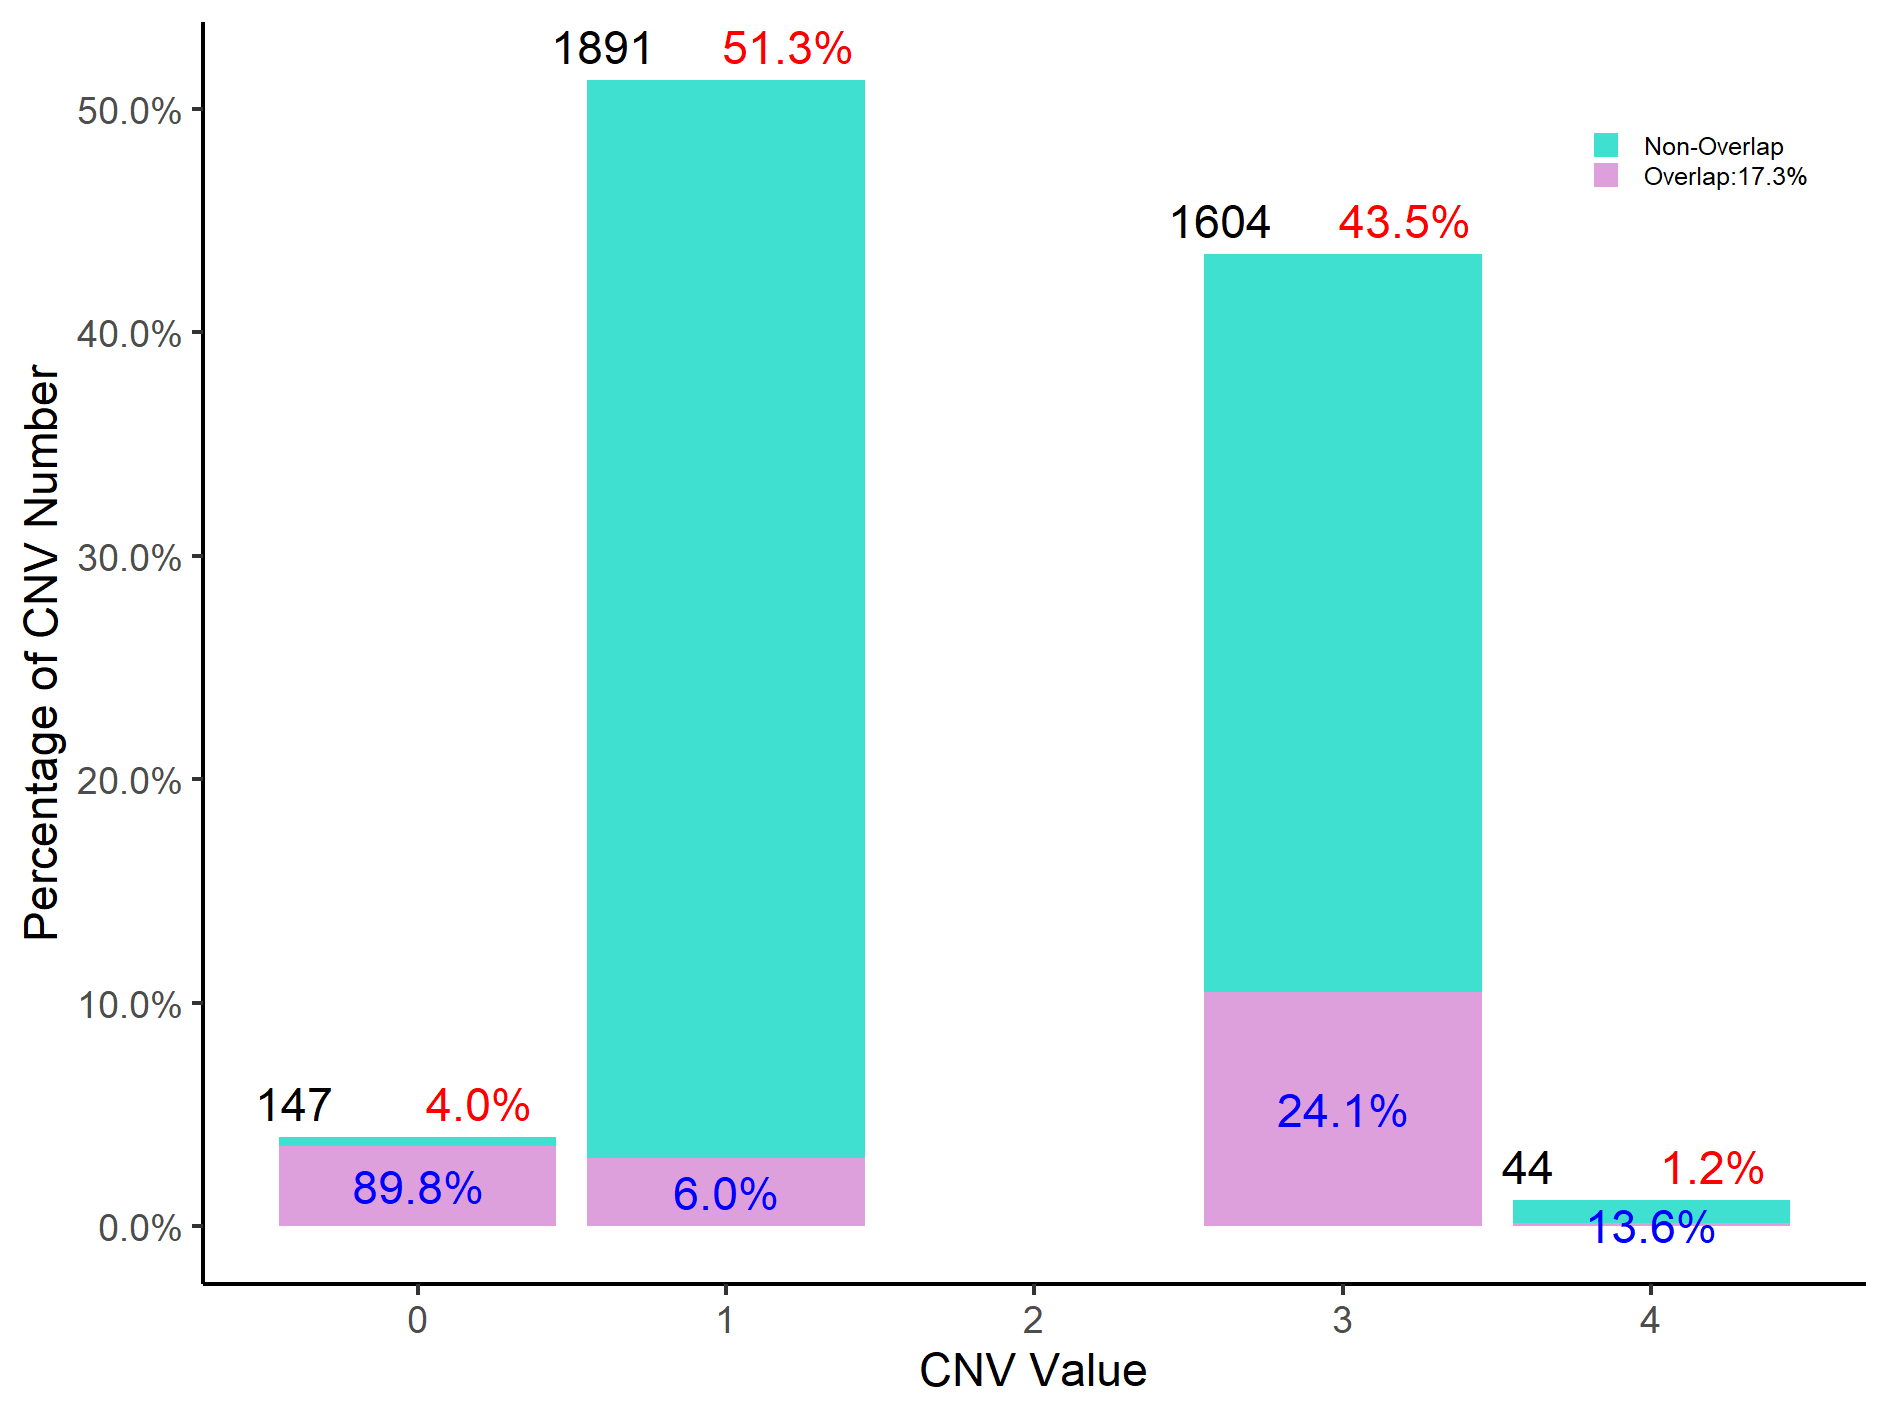 1891 51.3%
50.0%
Non-Overlap
Overlap:17.3%
1604 43.5%
40.0%
30.0%
20.0%
10.0%
0.0%
Percentage of CNV Number
147 4.0%
89.8%
6.0%
24.1%
44 1.2%
13.6%
0 1 2 3 4
CNV Value